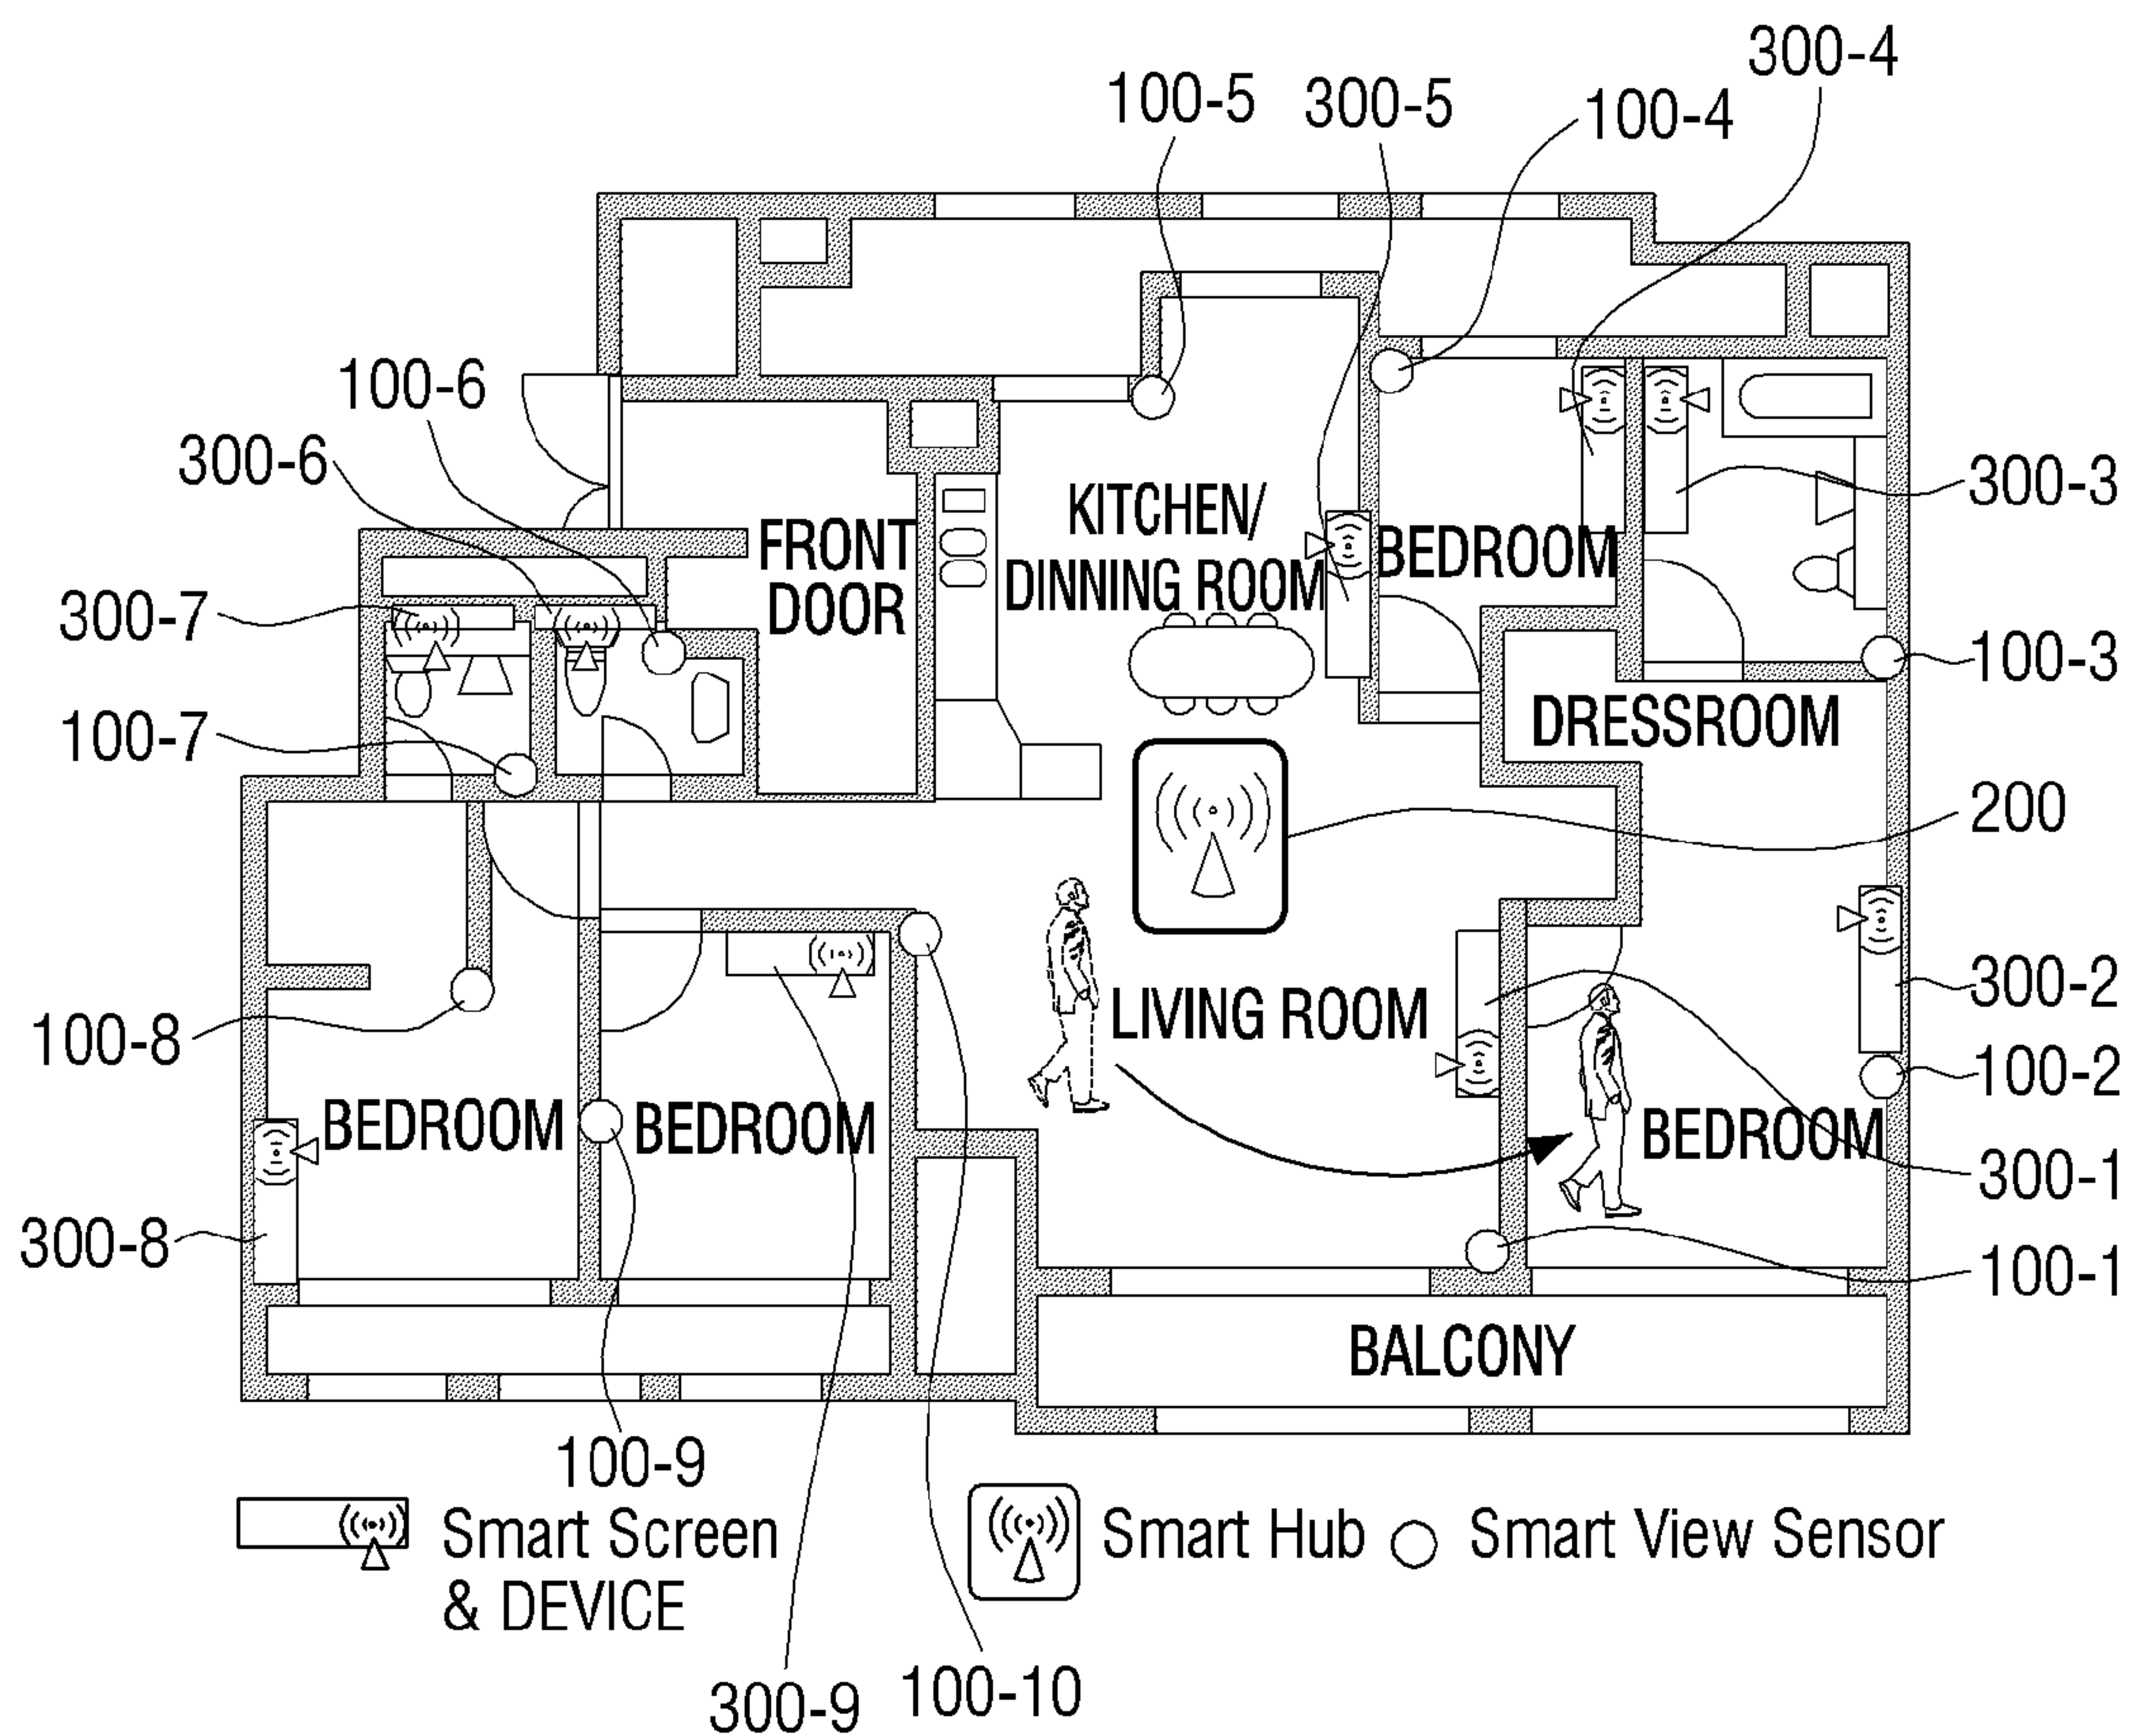 300-4
100-5
300-5
100-4
100-6
300-6
KITCHEN/
DINNING ROOM
FRONT
DOOR
BEDROOM
300-3
300-7
100-3
100-7
DRESSROOM
200
300-2
LIVING ROOM
100-8
100-2
BEDROOM
BEDROOM
BEDROOM
300-1
300-8
100-1
BALCONY
100-9
Smart Screen
& DEVICE
Smart Hub
Smart View Sensor
300-9
100-10